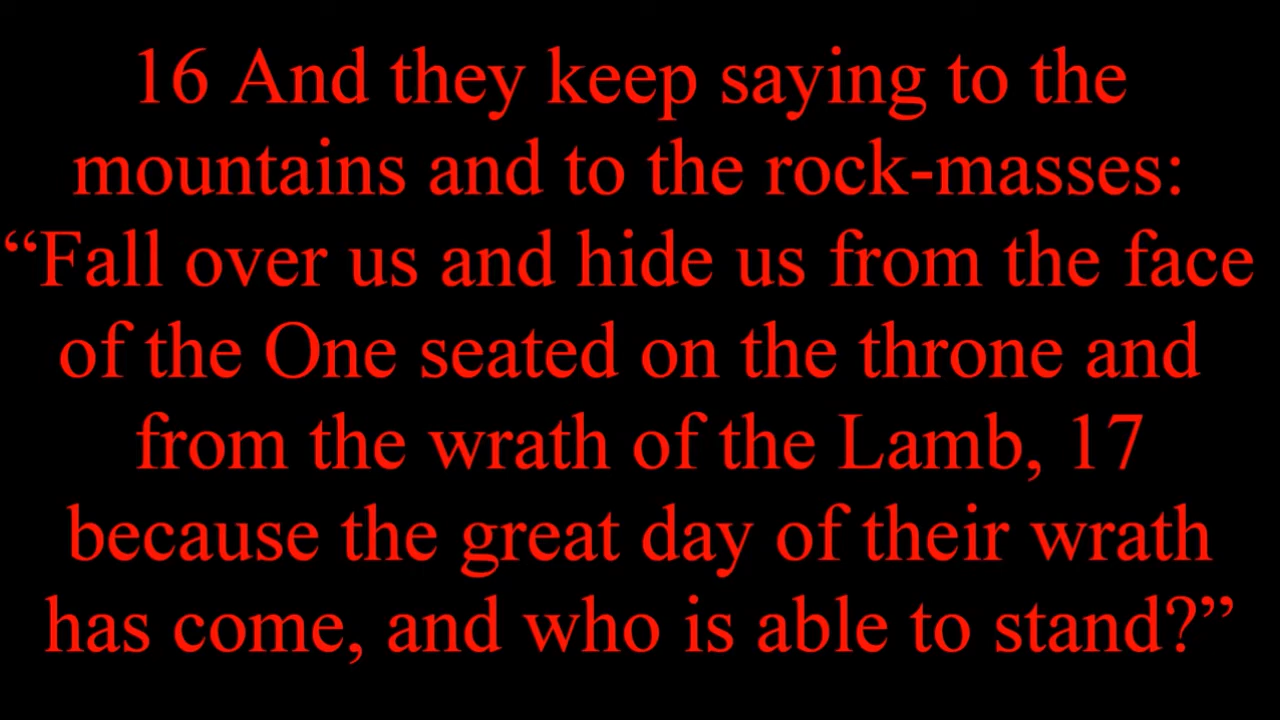 16 And they keep saying to the
mountains and to the rock-masses:
“Fall over us and hide us from the face
of the One seated on the throne and
from the wrath of the Lamb, 17
because the great day of their wrath
has come, and who is able to stand?”